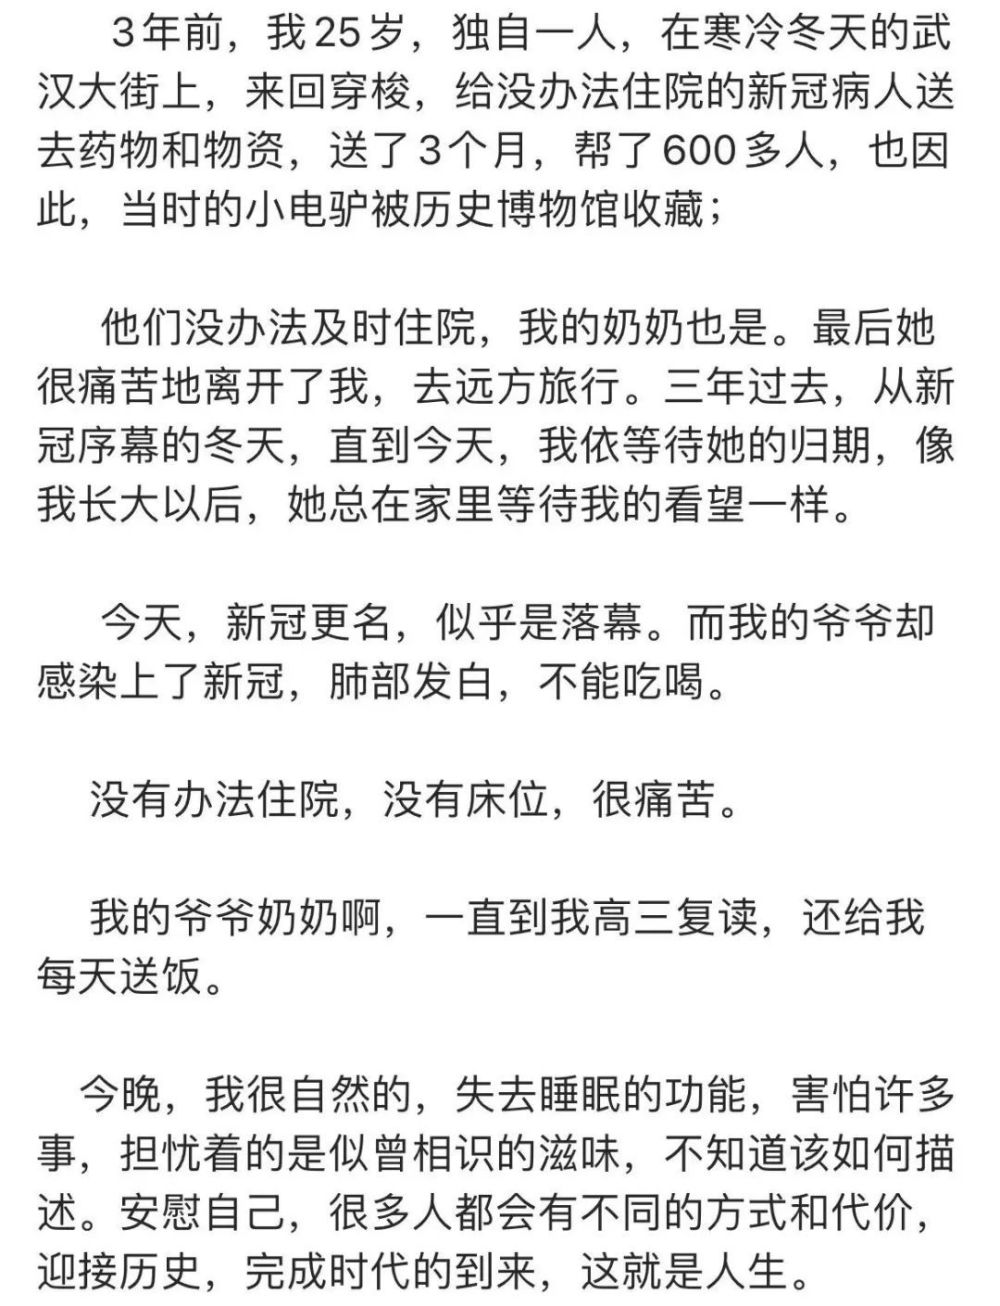 3年前，我25岁，独自一人，在寒冷冬天的武
汉大街上，来回穿梭，给没办法住院的新冠病人送
去药物和物资，送了3个月，帮了600多人，也因
此，当时的小电驴被历史博物馆收藏；
他们没办法及时住院，我的奶奶也是。最后她
很痛苦地离开了我，去远方旅行。三年过去，从新
冠序幕的冬天，直到今天，我依等待她的归期，像
我长大以后，她总在家里等待我的看望一样。
今天，新冠更名，似乎是落幕。而我的爷爷却
感染上了新冠，肺部发白，不能吃喝。
没有办法住院，没有床位，很痛苦。
我的爷爷奶奶啊，一直到我高三复读，还给我
每天送饭。
今晚，我很自然的，失去睡眠的功能，害怕许多
事，担忧着的是似曾相识的滋味，不知道该如何描
述。安慰自己，很多人都会有不同的方式和代价，
迎接历史，完成时代的到来，这就是人生。